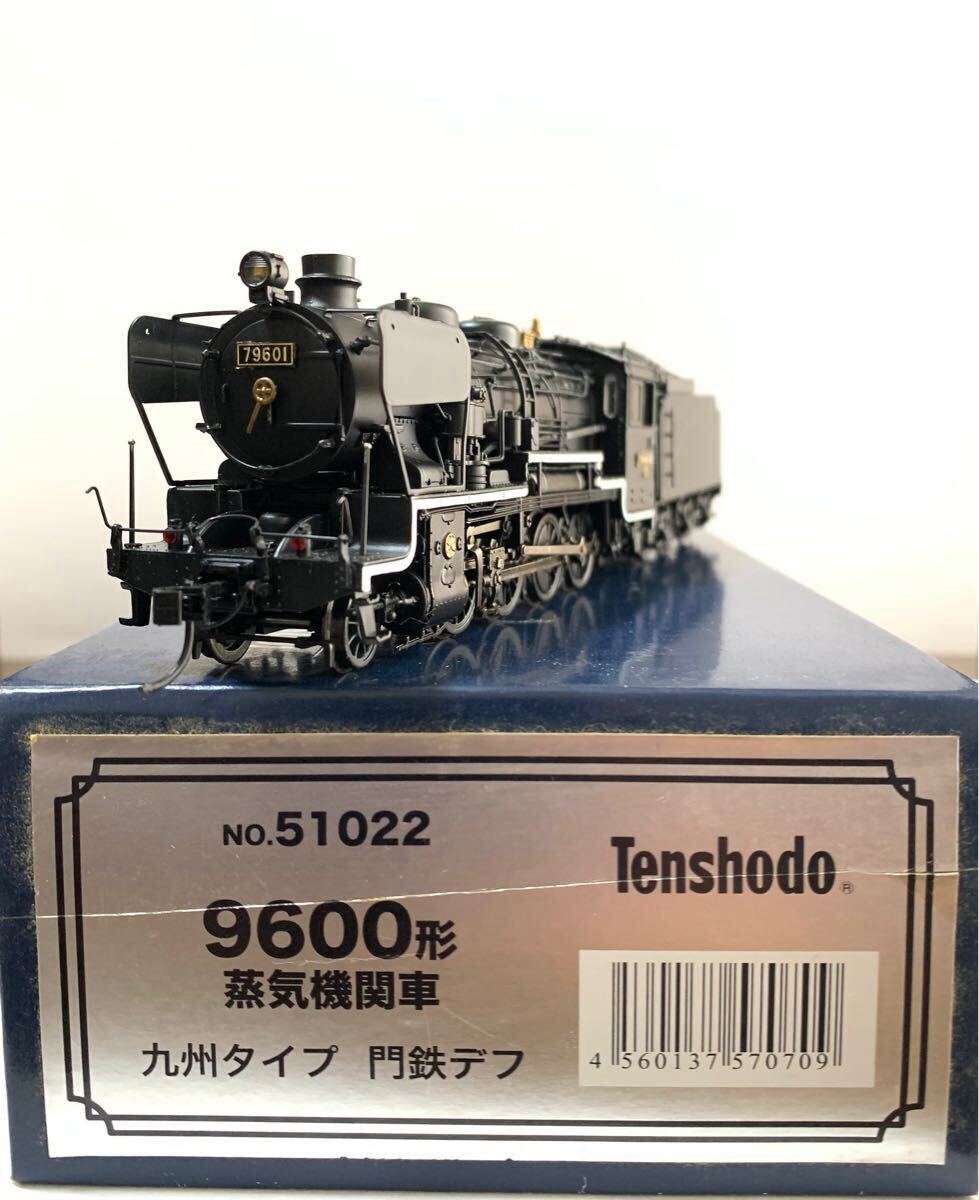 79601
NO.51022
Tenshodo ®
9600形
蒸気機関車
九州タイプ 門鉄デフ
4 560137 570709